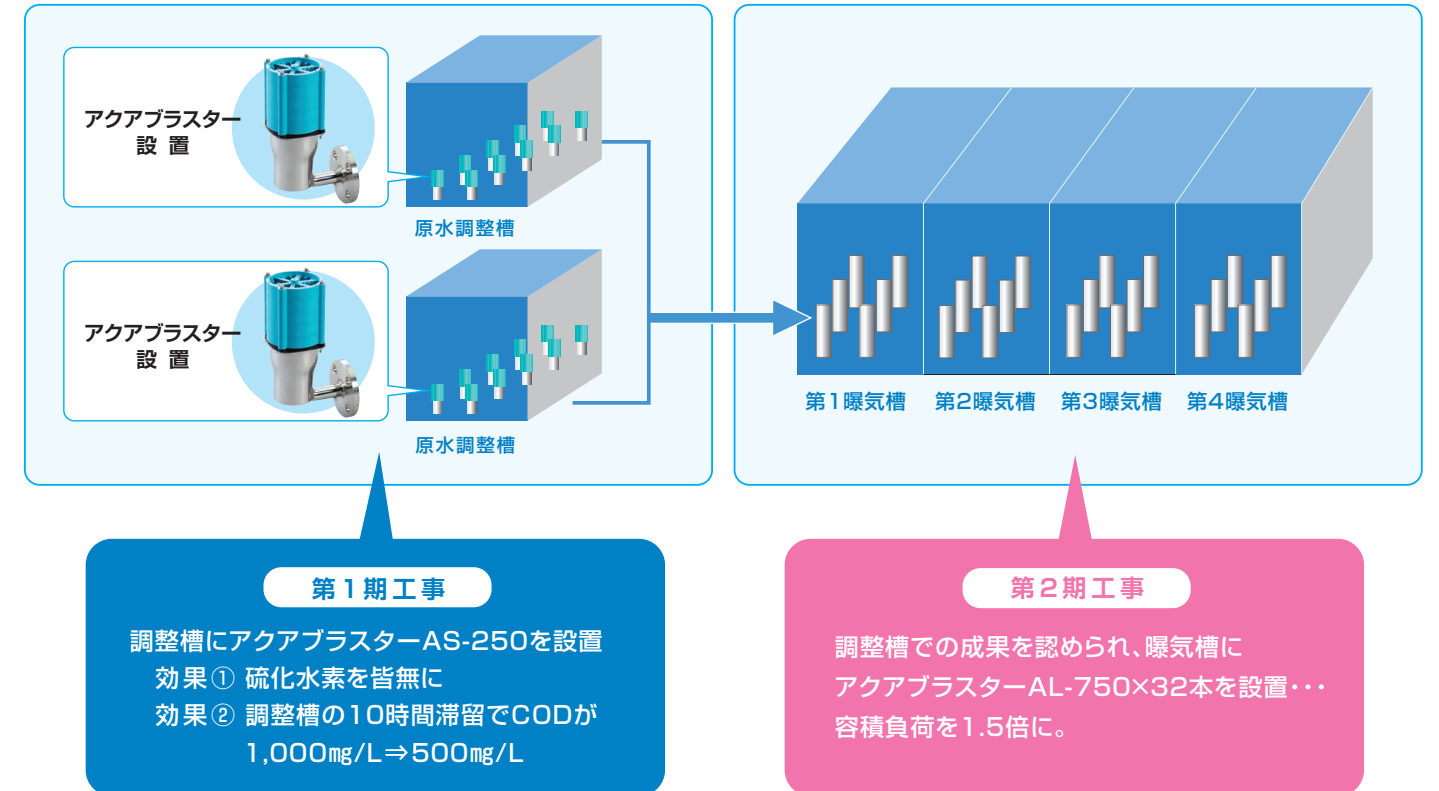 アクアブラスター
設 置
原水調整槽
アクアブラスター
設 置
原水調整槽
第1曝気槽
第2曝気槽
第3曝気槽
第4曝気槽
第1期工事
調整槽にアクアブラスターAS-250を設置
効果① 硫化水素を皆無に
効果② 調整槽の10時間滞留でCODが
1,000㎎/L⇒500㎎/L
第2期工事
調整槽での成果を認められ、曝気槽に
アクアブラスターAL-750×32本を設置･･･
容積負荷を1.5倍に。